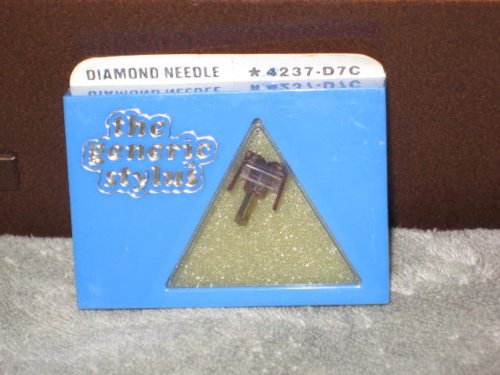 DIAMOND NEEDLE *4237-D7C
the
generic
stylus